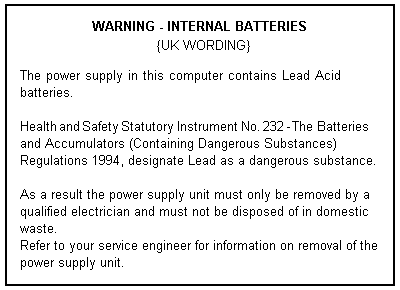 WARNING - INTERNAL BATTERIES
{UK WORDING}
The power supply in this computer contains Lead Acid
batteries.
Health and Safety Statutory Instrument No. 232 - The Batteries
and Accumulators (Containing Dangerous Substances)
Regulations 1994, designate Lead as a dangerous substance.
As a result the power supply unit must only be removed by a
qualified electrician and must not be disposed of in domestic
waste.
Refer to your service engineer for information on removal of the
power supply unit.